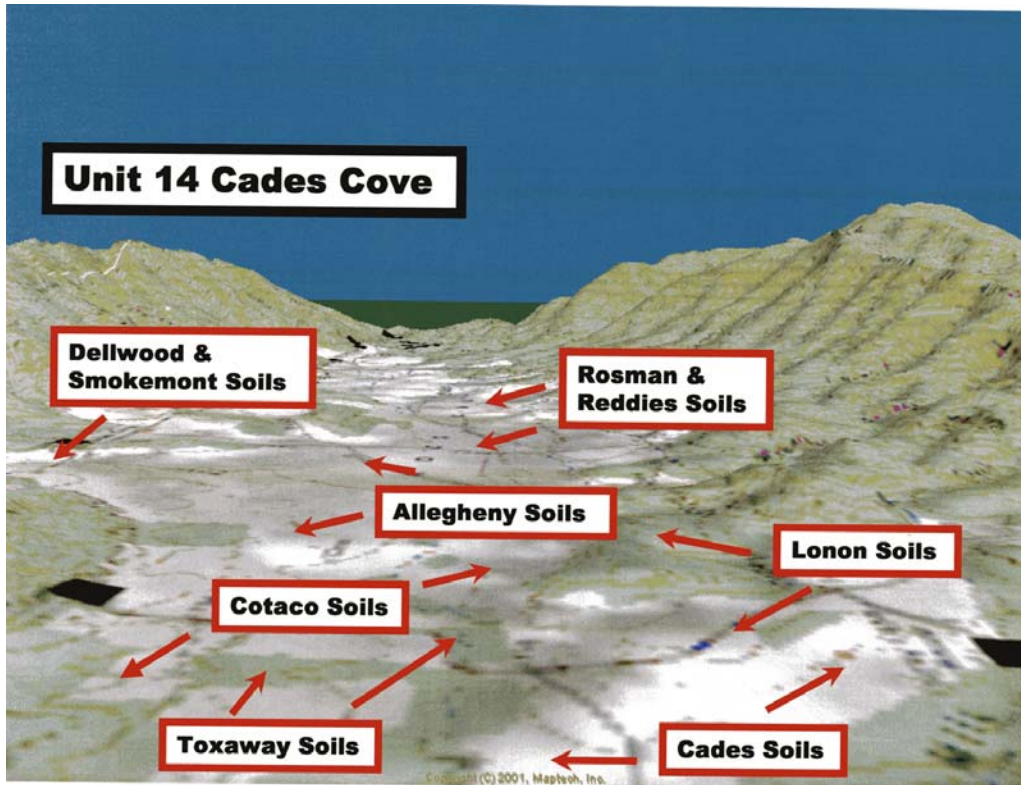 Unit 14 Cades Cove
Dellwood &
Smokemont Soils
Rosman &
Reddies Soils
Allegheny Soils
Lonon Soils
Cotaco Soils
Toxaway Soils
Cades Soils
Copyright (C) 2001, Maptech, Inc.